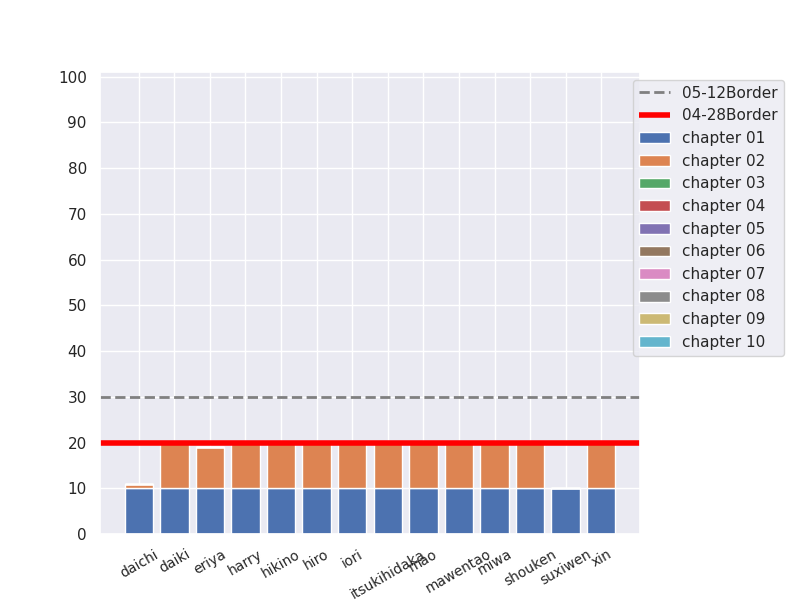 100
90
80
70
60
50
40
30
20
10
0
daichi
daiki
eriya
harry
hikino
hiro
iori
itsukihidaka
mao
mawentao
miwa
shouken
suxiwen
xin
05-12Border
04-28Border
chapter 01
chapter 02
chapter 03
chapter 04
chapter 05
chapter 06
chapter 07
chapter 08
chapter 09
chapter 10